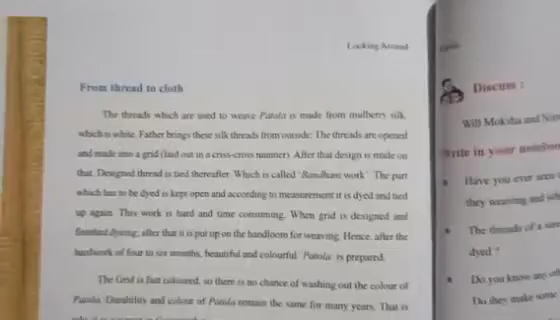 Looking Around
From thread to cloth
The threads which are used to weave Patola is made from mulberry silk,
which is white. Father brings these silk threads from outside. The threads are opened
and made into a grid (laid out in a criss-cross manner). After that design is made on
that. Designed thread is tied thereafter. Which is called 'Bandhani work'. The part
which has to be dyed is kept open and according to measurement it is dyed and tied
up again. This work is hard and time consuming. When grid is designed and
finished dyeing, after that it is put up on the handloom for weaving. Hence, after the
hardwork of four to six months, beautiful and colourful 'Patola' is prepared.
The Grid is fast coloured, so there is no chance of washing out the colour of
Patola. Durability and colour of Patola remain the same for many years. That is
Discuss :
Will Moksha and
Write in your
Have you ever seen
they weaving and
The threads of a
dyed ?
Do you know any
Do they make some